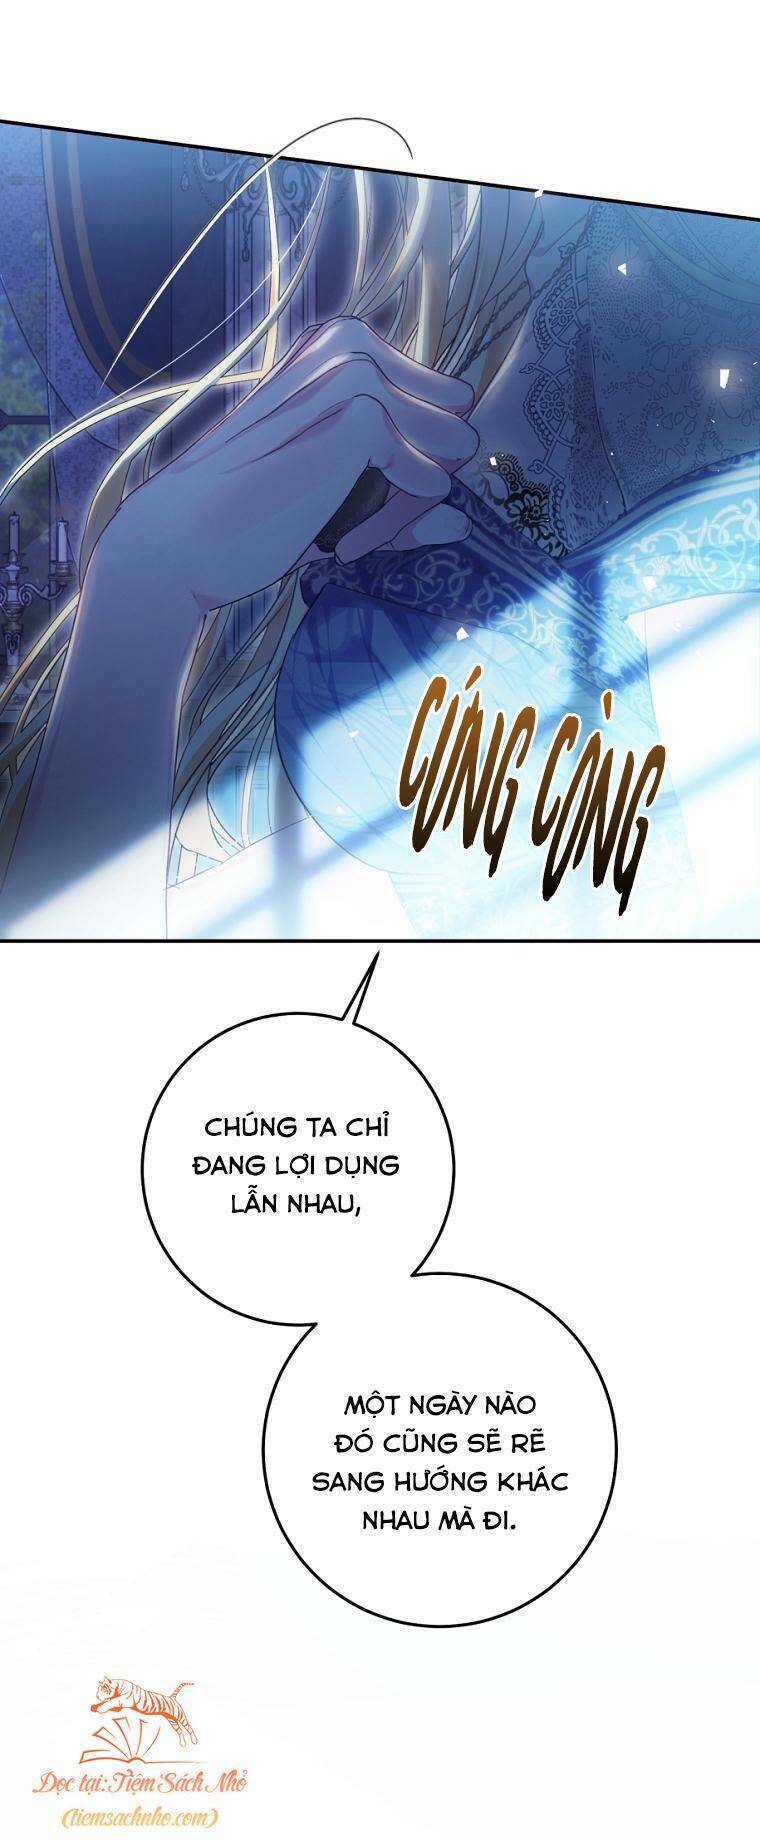 CỨNG CÒNG
CHÚNG TA CHỈ
ĐANG LỢI DỤNG
LẪN NHAU,
MỘT NGÀY NÀO
ĐÓ CŨNG SẼ RẼ
SANG HƯỚNG KHÁC
NHAU MÀ ĐI.
Đọc tại: Tiệm Sách Nhỏ
(tiemsachnho.com)